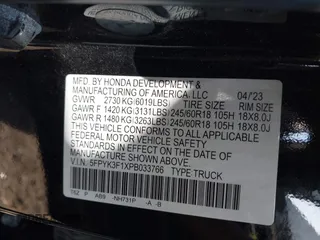 MFD. BY HONDA DEVELOPMENT &
MANUFACTURING OF AMERICA, LLC 04/23
GVWR 2730 KG(6019LBS) TIRE SIZE RIM SIZE
GAWR F 1420 KG(3131LBS) 245/60R18 105H 18X8.0J
GAWR R 1480 KG(3263LBS) 245/60R18 105H 18X8.0J
THIS VEHICLE CONFORMS TO ALL APPLICABLE
FEDERAL MOTOR VEHICLE SAFETY STANDARDS
IN EFFECT ON THE DATE OF MANUFACTURE
SHOWN ABOVE.
V.I.N. 5FPYK3F1XPB033766 TYPE TRUCK
T6Z P AB9 -NH731P -A -B